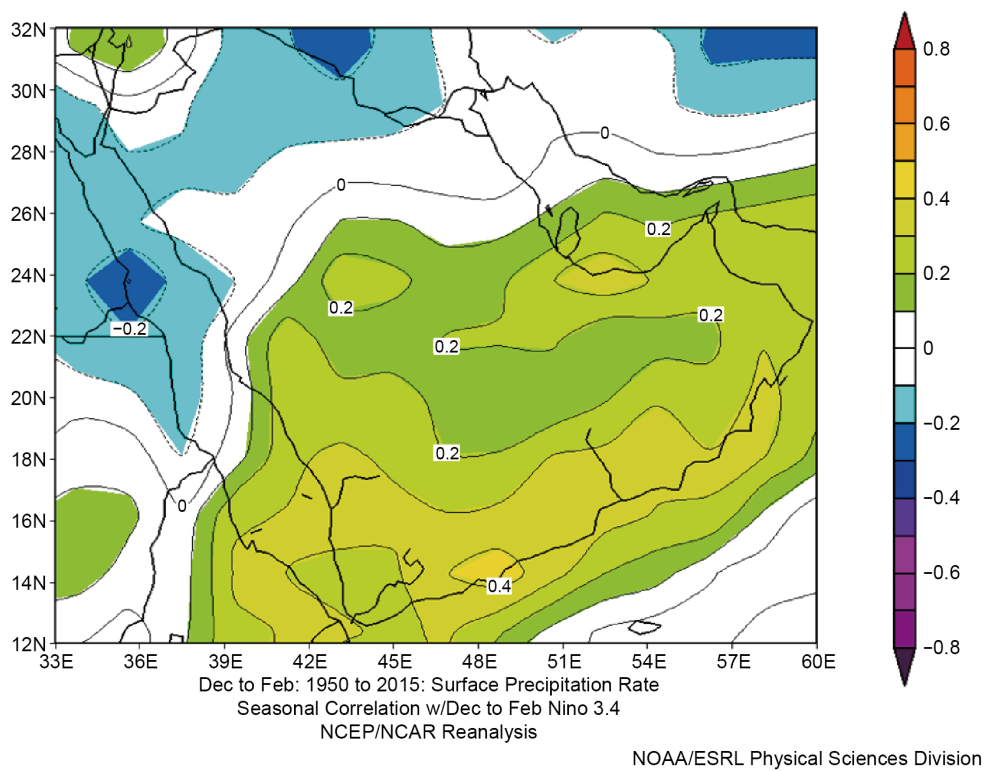 32N
30N
28N
26N
24N
22N
20N
18N
16N
14N
12N
33E 36E 39E 42E 45E 48E 51E 54E 57E 60E
0
0
0.2
0.2
0.2
−0.2
0.2
0.2
0
0.4
0.8
0.6
0.4
0.2
0
−0.2
−0.4
−0.6
−0.8
Dec to Feb: 1950 to 2015: Surface Precipitation Rate
Seasonal Correlation w/Dec to Feb Nino 3.4
NCEP/NCAR Reanalysis
NOAA/ESRL Physical Sciences Division